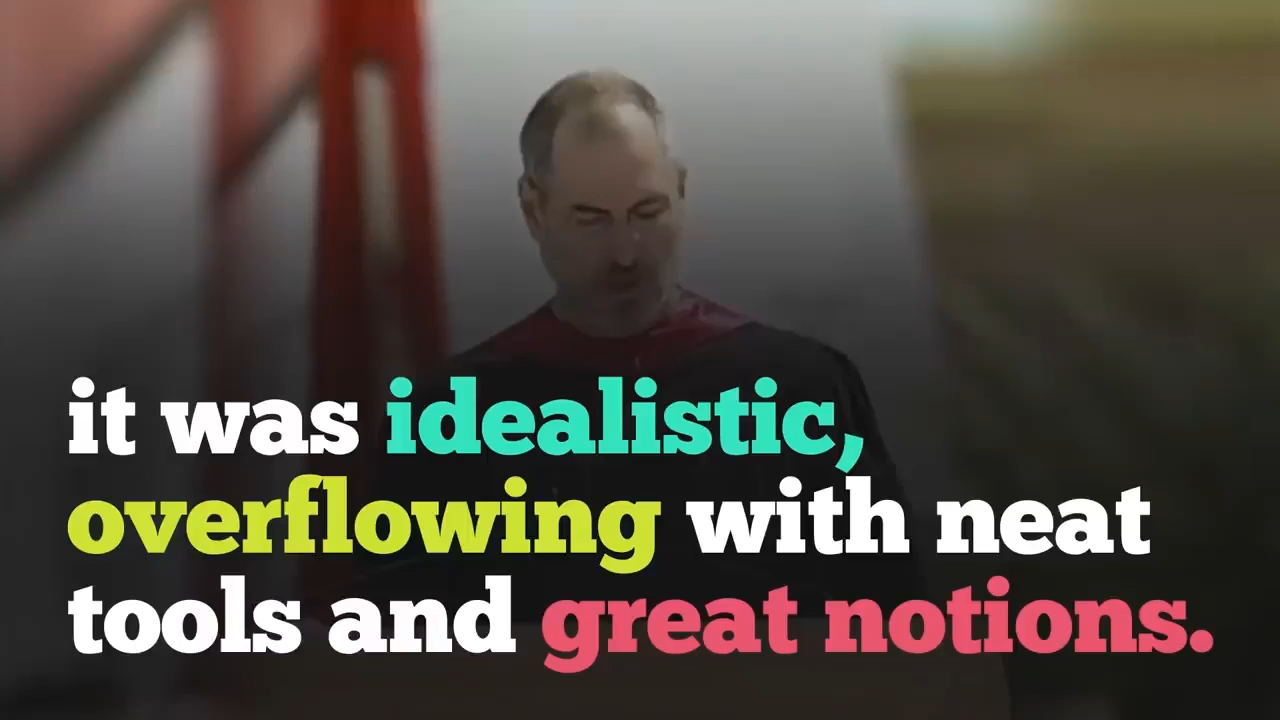 it was idealistic,
overflowing with neat
tools and great notions.